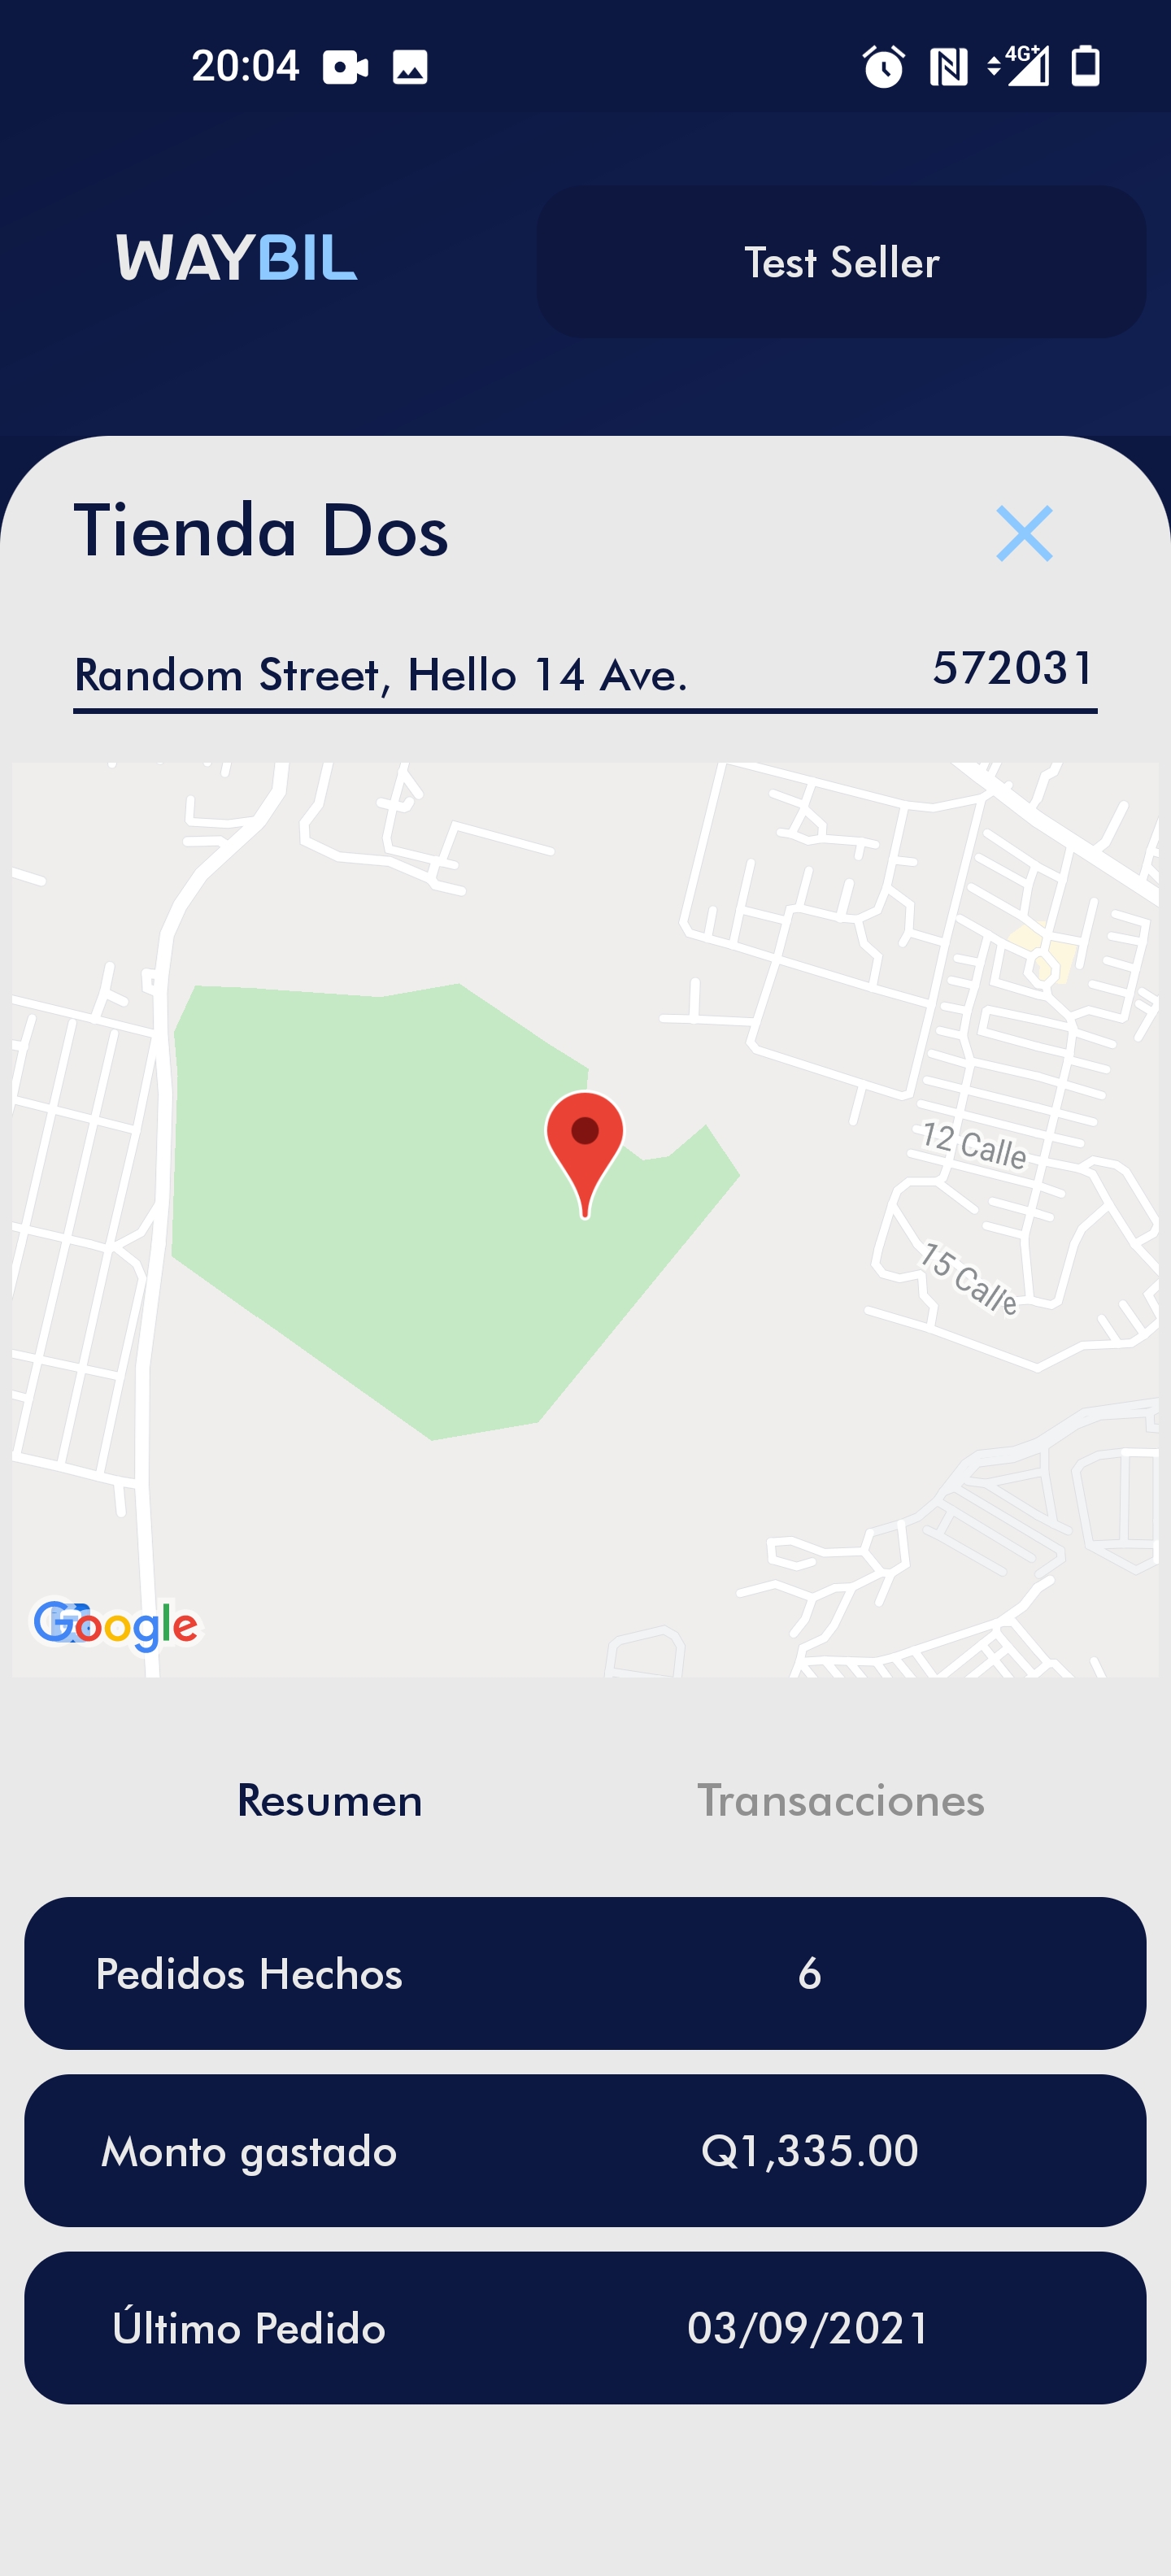 20:04
4G+
WAYBIL
Test Seller
Tienda Dos
Random Street, Hello 14 Ave.
572031
12 Calle
15 Calle
Google
Resumen
Transacciones
Pedidos Hechos
6
Monto gastado
Q1,335.00
Último Pedido
03/09/2021